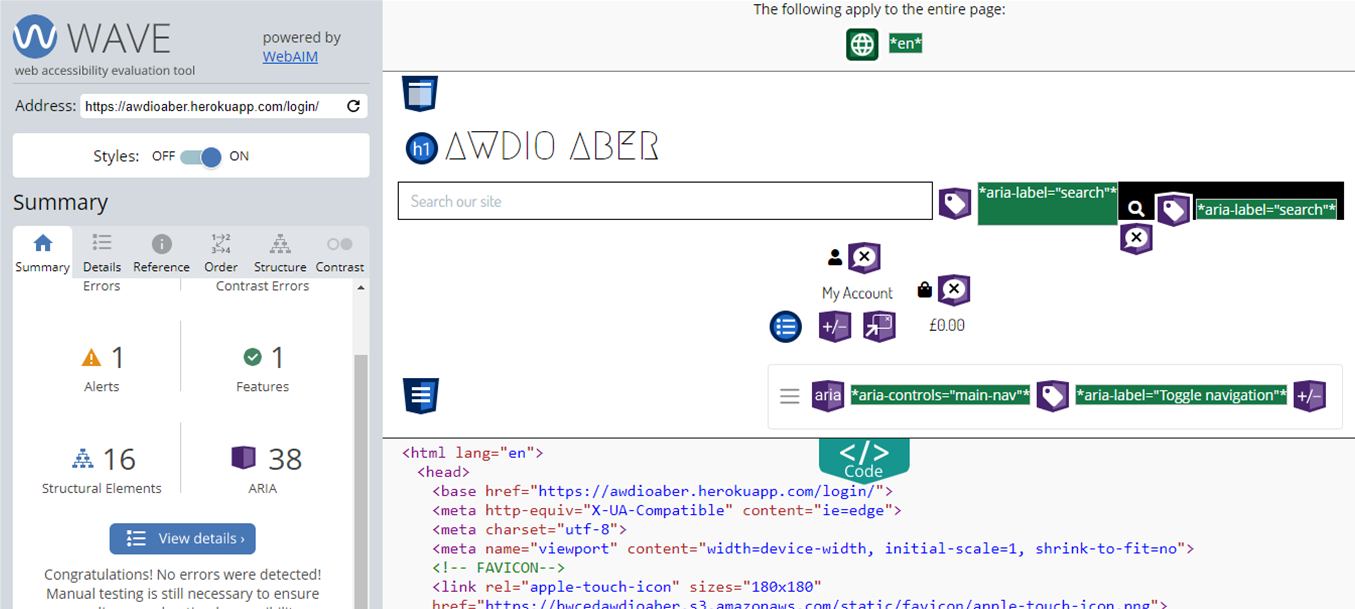 WAVE
web accessibility evaluation tool
powered by
WebAIM
Address: https://awdioaber.herokuapp.com/login/
Styles: OFF ON
Summary
1→2
3→4
Summary Details Reference Order Structure Contrast
Errors Contrast Errors
1 1
Alerts Features
16 38
Structural Elements ARIA
View details ›
Congratulations! No errors were detected!
Manual testing is still necessary to ensure
The following apply to the entire page:
*en*
h1 AWDIO ABER
Search our site *aria-label="search"* *aria-label="search"*
My Account
+/-
£0.00
aria *aria-controls="main-nav"* *aria-label="Toggle navigation"* +/-
</>
Code
<html lang="en">
<head>
<base href="https://awdioaber.herokuapp.com/login/">
<meta http-equiv="X-UA-Compatible" content="ie=edge">
<meta charset="utf-8">
<meta name="viewport" content="width=device-width, initial-scale=1, shrink-to-fit=no">
<!-- FAVICON-->
<link rel="apple-touch-icon" sizes="180x180"
href="https://bwcedawdioaber.s3.amazonaws.com/static/favicon/apple-touch-icon.png">